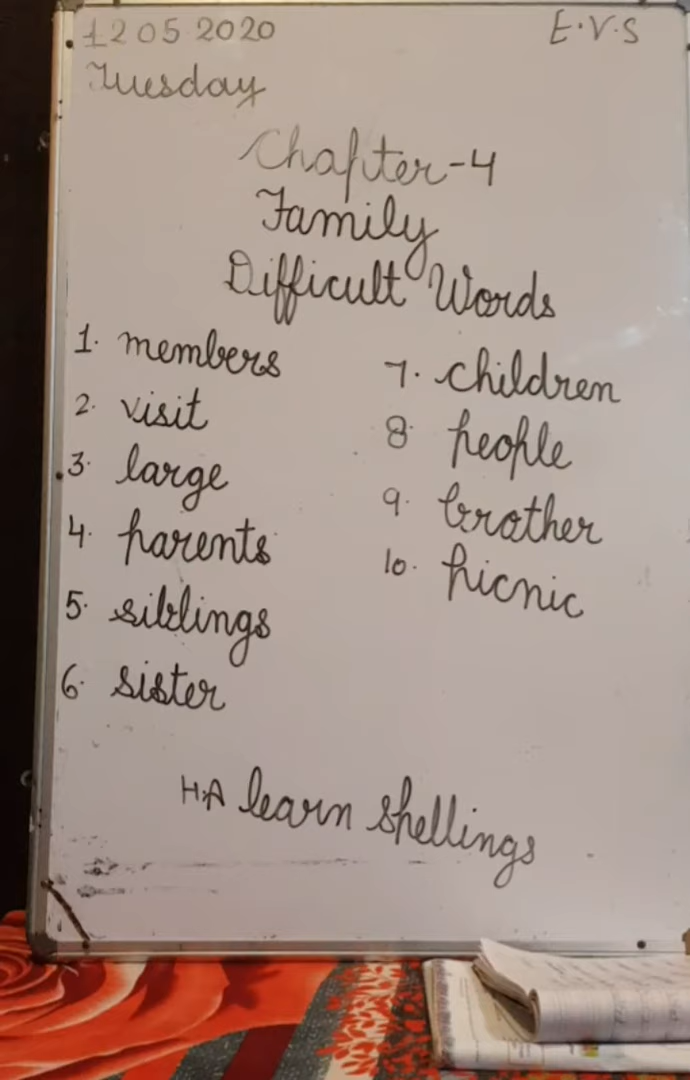 12 05 2020 E.V.S
Tuesday
Chapter-4
Family
Difficult Words
1. members
2. visit
3. large
4. parents
5. siblings
6. sister
7. children
8 people
9. brother
10. picnic
H.A learn spellings